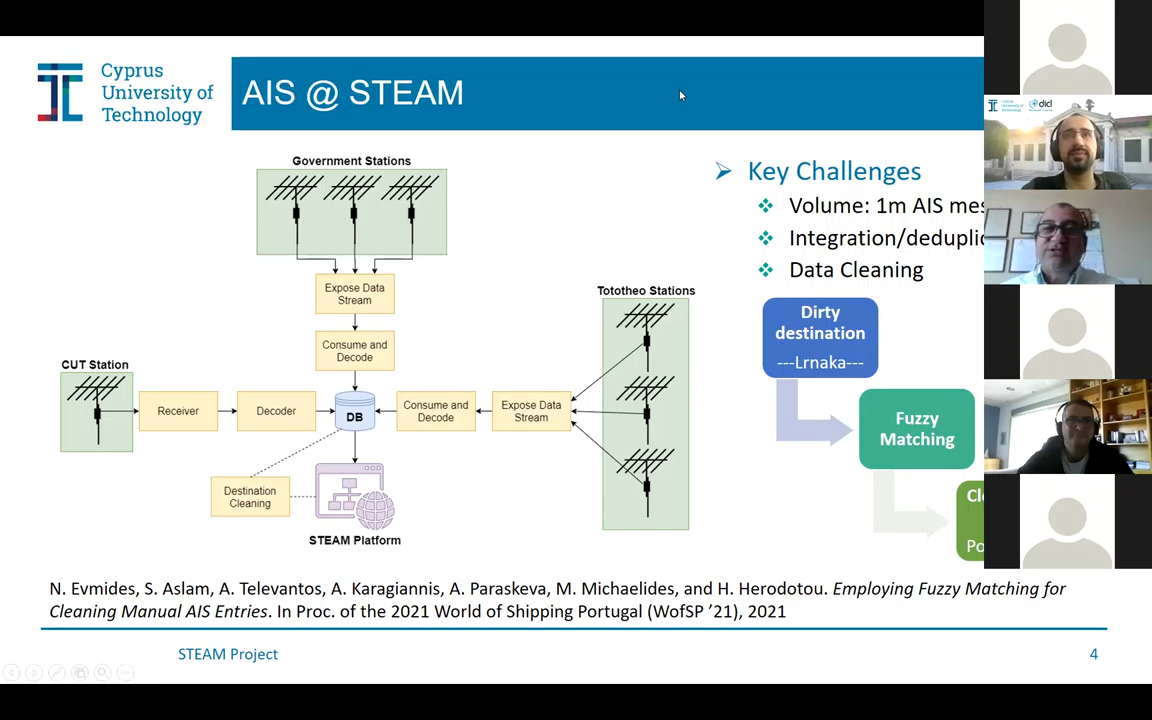 Cyprus
University of
Technology
AIS @ STEAM
Government Stations
Expose Data
Stream
Consume and
Decode
CUT Station
Receiver
Decoder
DB
Consume and
Decode
Expose Data
Stream
Tototheo Stations
Destination
Cleaning
STEAM Platform
Key Challenges
Volume: 1m AIS mes
Integration/deduplic
Data Cleaning
Dirty
destination
---Lrnaka---
Fuzzy
Matching
Cle
Po
N. Evmides, S. Aslam, A. Televantos, A. Karagiannis, A. Paraskeva, M. Michaelides, and H. Herodotou. Employing Fuzzy Matching for
Cleaning Manual AIS Entries. In Proc. of the 2021 World of Shipping Portugal (WofSP ’21), 2021
STEAM Project
4
dicl